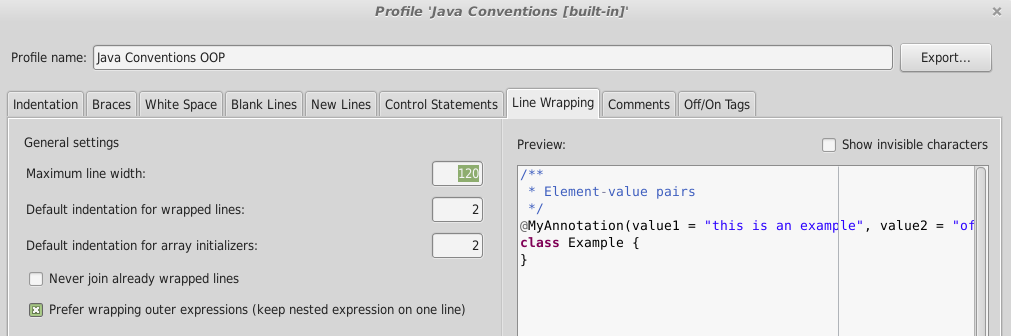 Profile 'Java Conventions [built-in]'
Profile name: Java Conventions OOP Export...
Indentation Braces White Space Blank Lines New Lines Control Statements Line Wrapping Comments Off/On Tags
General settings
Maximum line width: 120
Default indentation for wrapped lines: 2
Default indentation for array initializers: 2
Never join already wrapped lines
Prefer wrapping outer expressions (keep nested expression on one line)
Preview: Show invisible characters
/**
 * Element-value pairs
 */
@MyAnnotation(value1 = "this is an example", value2 = "of
class Example {
}